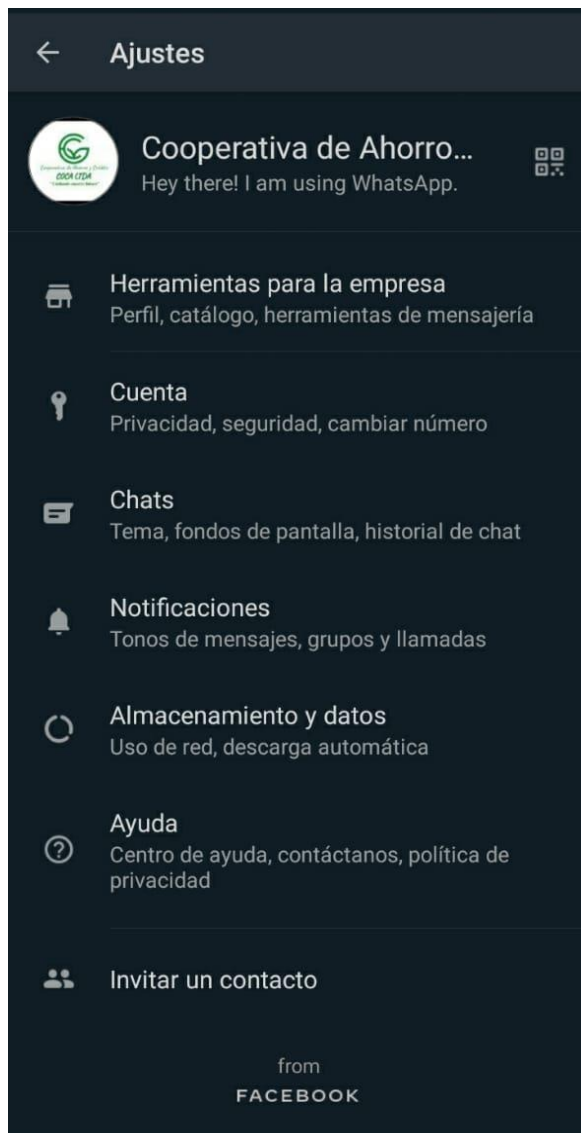 Ajustes
Cooperativa de Ahorro...
Hey there! I am using WhatsApp.
COCA LTDA
Herramientas para la empresa
Perfil, catálogo, herramientas de mensajería
Cuenta
Privacidad, seguridad, cambiar número
Chats
Tema, fondos de pantalla, historial de chat
Notificaciones
Tonos de mensajes, grupos y llamadas
Almacenamiento y datos
Uso de red, descarga automática
Ayuda
Centro de ayuda, contáctanos, política de
privacidad
Invitar un contacto
from
FACEBOOK